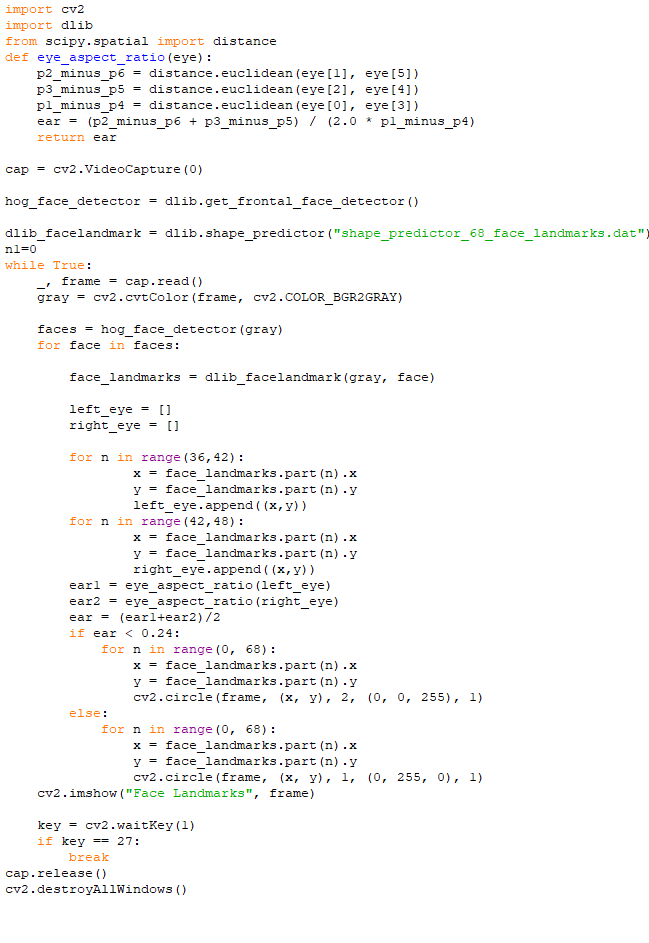 import cv2
import dlib
from scipy.spatial import distance
def eye_aspect_ratio(eye):
    p2_minus_p6 = distance.euclidean(eye[1], eye[5])
    p3_minus_p5 = distance.euclidean(eye[2], eye[4])
    p1_minus_p4 = distance.euclidean(eye[0], eye[3])
    ear = (p2_minus_p6 + p3_minus_p5) / (2.0 * p1_minus_p4)
    return ear

cap = cv2.VideoCapture(0)

hog_face_detector = dlib.get_frontal_face_detector()

dlib_facelandmark = dlib.shape_predictor("shape_predictor_68_face_landmarks.dat")
n1=0
while True:
    _, frame = cap.read()
    gray = cv2.cvtColor(frame, cv2.COLOR_BGR2GRAY)

    faces = hog_face_detector(gray)
    for face in faces:

        face_landmarks = dlib_facelandmark(gray, face)

        left_eye = []
        right_eye = []

        for n in range(36,42):
                x = face_landmarks.part(n).x
                y = face_landmarks.part(n).y
                left_eye.append((x,y))
        for n in range(42,48):
                x = face_landmarks.part(n).x
                y = face_landmarks.part(n).y
                right_eye.append((x,y))
        ear1 = eye_aspect_ratio(left_eye)
        ear2 = eye_aspect_ratio(right_eye)
        ear = (ear1+ear2)/2
        if ear < 0.24:
            for n in range(0, 68):
                x = face_landmarks.part(n).x
                y = face_landmarks.part(n).y
                cv2.circle(frame, (x, y), 2, (0, 0, 255), 1)
        else:
            for n in range(0, 68):
                x = face_landmarks.part(n).x
                y = face_landmarks.part(n).y
                cv2.circle(frame, (x, y), 1, (0, 255, 0), 1)
    cv2.imshow("Face Landmarks", frame)

    key = cv2.waitKey(1)
    if key == 27:
        break
cap.release()
cv2.destroyAllWindows()